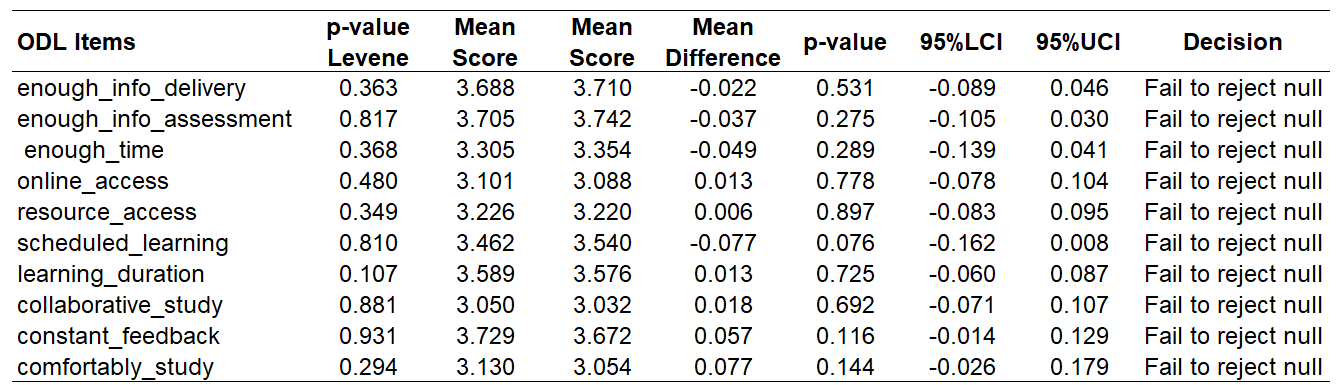 ODL Items p-value Levene Mean Score Mean Score Mean Difference p-value 95%LCI 95%UCI Decision
enough_info_delivery 0.363 3.688 3.710 -0.022 0.531 -0.089 0.046 Fail to reject null
enough_info_assessment 0.817 3.705 3.742 -0.037 0.275 -0.105 0.030 Fail to reject null
enough_time 0.368 3.305 3.354 -0.049 0.289 -0.139 0.041 Fail to reject null
online_access 0.480 3.101 3.088 0.013 0.778 -0.078 0.104 Fail to reject null
resource_access 0.349 3.226 3.220 0.006 0.897 -0.083 0.095 Fail to reject null
scheduled_learning 0.810 3.462 3.540 -0.077 0.076 -0.162 0.008 Fail to reject null
learning_duration 0.107 3.589 3.576 0.013 0.725 -0.060 0.087 Fail to reject null
collaborative_study 0.881 3.050 3.032 0.018 0.692 -0.071 0.107 Fail to reject null
constant_feedback 0.931 3.729 3.672 0.057 0.116 -0.014 0.129 Fail to reject null
comfortably_study 0.294 3.130 3.054 0.077 0.144 -0.026 0.179 Fail to reject null